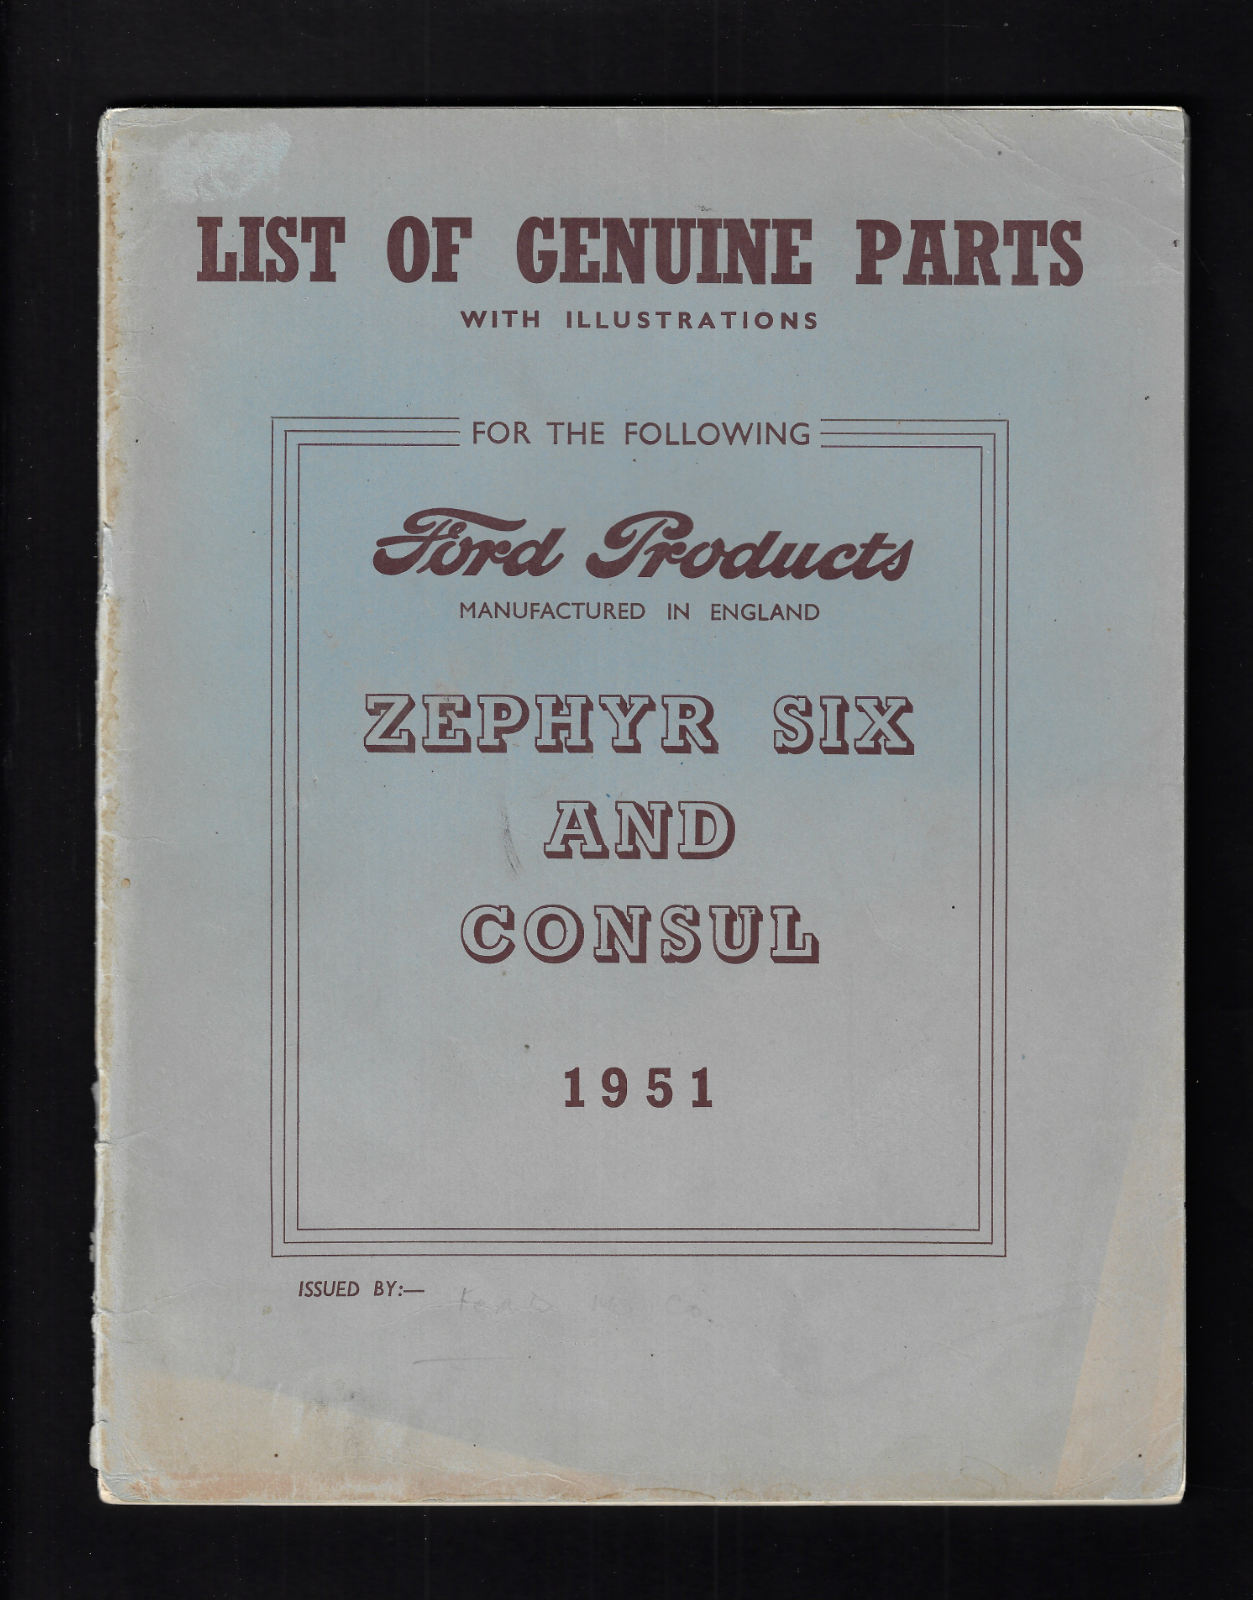 LIST OF GENUINE PARTS
WITH ILLUSTRATIONS
FOR THE FOLLOWING
Ford Products
MANUFACTURED IN ENGLAND
ZEPHYR SIX
AND
CONSUL
1951
ISSUED BY:—